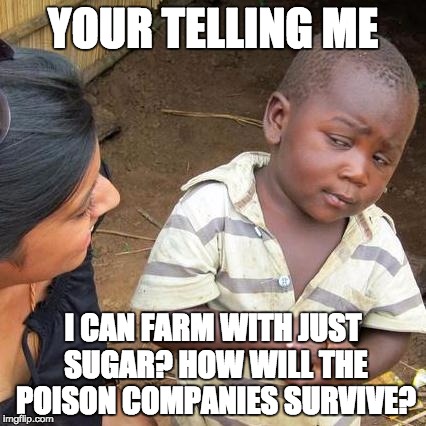 YOUR TELLING ME
I CAN FARM WITH JUST
SUGAR? HOW WILL THE
POISON COMPANIES SURVIVE?
imgflip.com